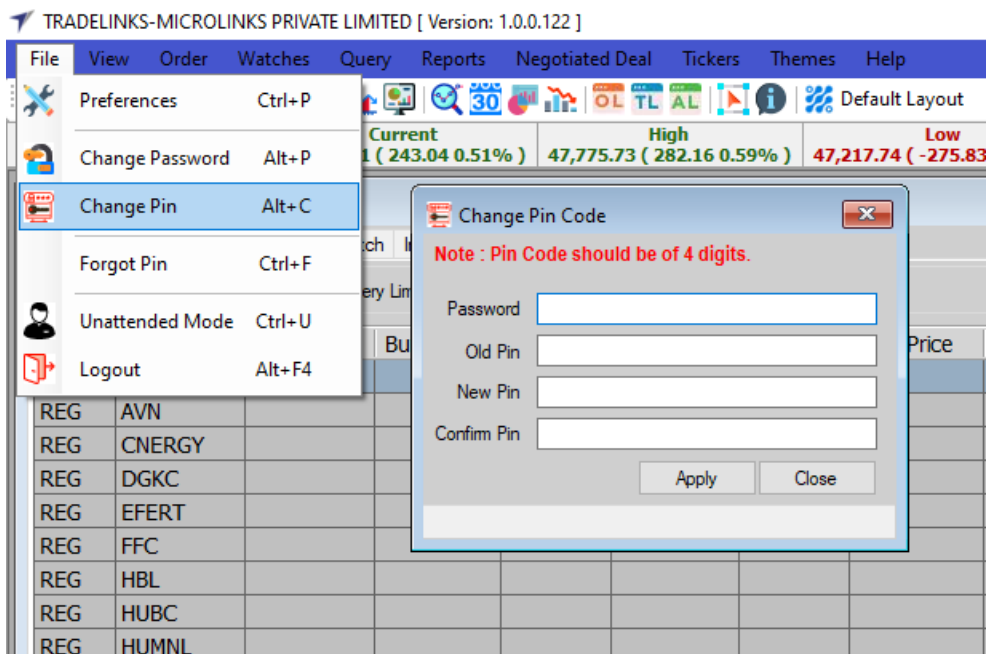 TRADELINKS-MICROLINKS PRIVATE LIMITED [ Version: 1.0.0.122 ]
File View Order Watches Query Reports Negotiated Deal Tickers Themes Help
Preferences Ctrl+P
30 OL TL AL Default Layout
Current High Low
( 243.04 0.51% ) 47,775.73 ( 282.16 0.59% ) 47,217.74 ( -275.83
Change Password Alt+P
Change Pin Alt+C
Change Pin Code
Note : Pin Code should be of 4 digits.
Forgot Pin Ctrl+F
Password
Unattended Mode Ctrl+U
Old Pin
Price
Logout Alt+F4
New Pin
REG AVN
Confirm Pin
REG CNERGY
REG DGKC
Apply Close
REG EFERT
REG FFC
REG HBL
REG HUBC
REG HUMNL